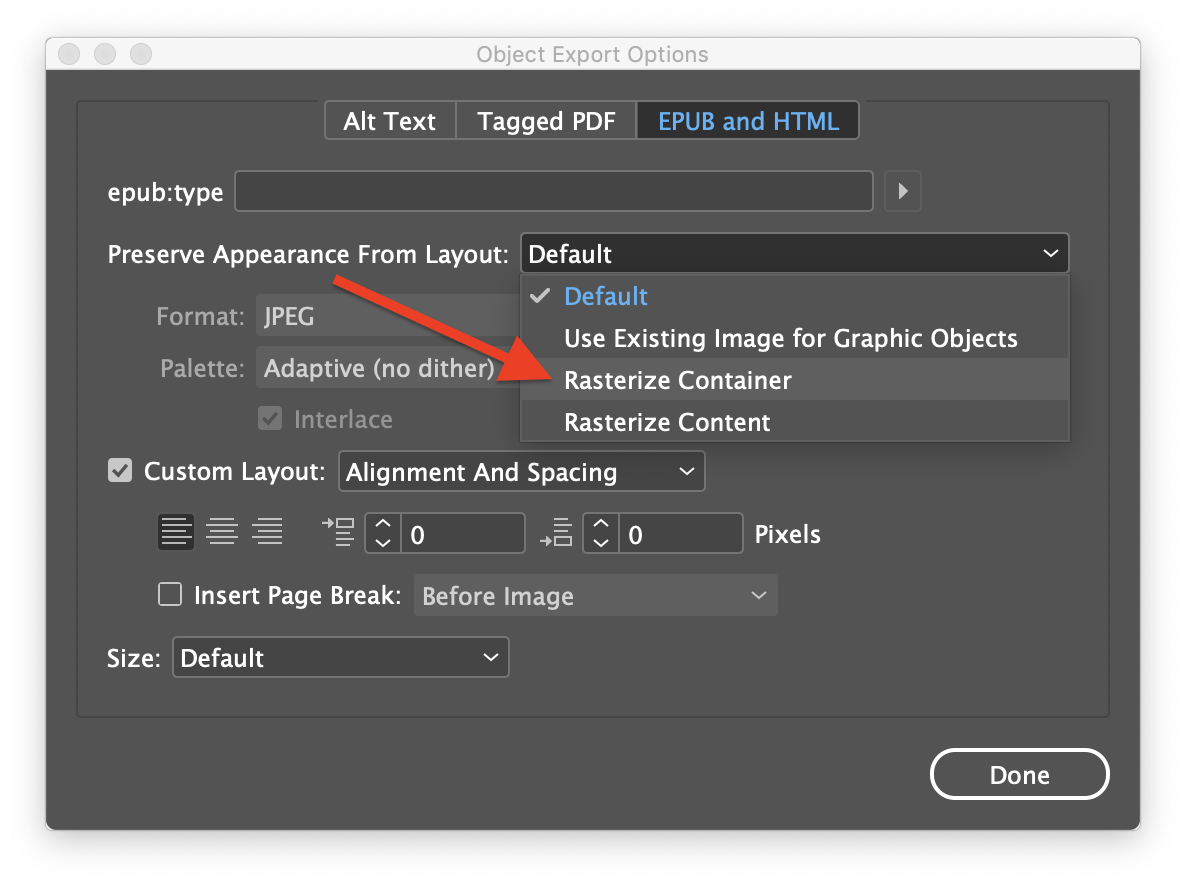 Object Export Options
Alt Text Tagged PDF EPUB and HTML
epub:type
Preserve Appearance From Layout: Default
Default
Format: JPEG
Use Existing Image for Graphic Objects
Palette: Adaptive (no dither)
Rasterize Container
Interlace
Rasterize Content
Custom Layout: Alignment And Spacing
0 0 Pixels
Insert Page Break: Before Image
Size: Default
Done